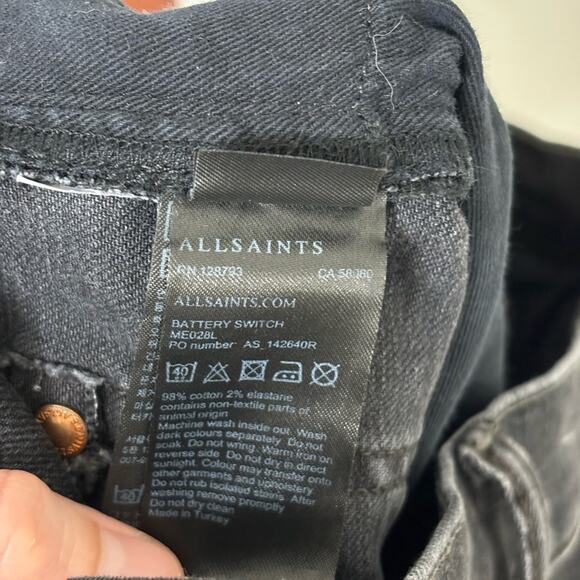 ALLSAINTS
RN 128793 CA 56060
ALLSAINTS.COM
BATTERY SWITCH
ME028L
PO number AS_142640R
40
98% cotton 2% elastane
contains non-textile parts of
animal origin
Machine wash inside out. Wash
dark colours separately. Do not
soak. Do not wring. Warm iron on
reverse side. Do not dry in direct
sunlight. Colour may transfer onto
other garments and upholstery
Do not rub isolated stains. After
washing remove promptly
Do not dry clean
Made in Turkey
40